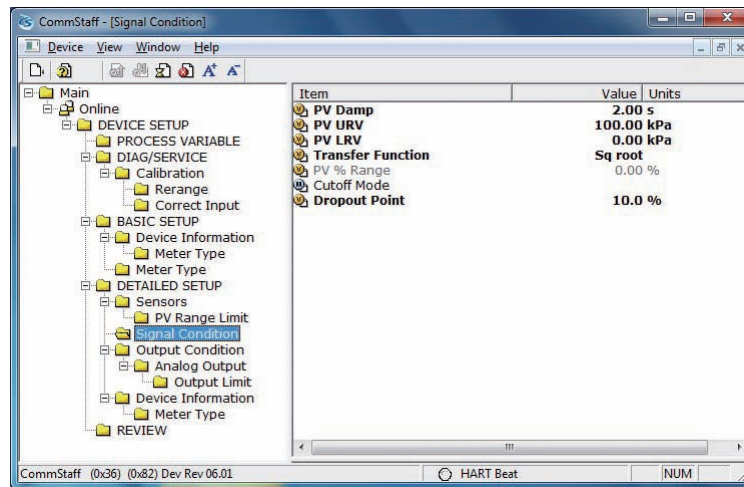 CommStaff - [Signal Condition]
Device View Window Help
A+ A-
Main
Online
DEVICE SETUP
PROCESS VARIABLE
DIAG/SERVICE
Calibration
Rerange
Correct Input
BASIC SETUP
Device Information
Meter Type
Meter Type
DETAILED SETUP
Sensors
PV Range Limit
Signal Condition
Output Condition
Analog Output
Output Limit
Device Information
Meter Type
REVIEW
Item Value Units
PV Damp 2.00 s
PV URV 100.00 kPa
PV LRV 0.00 kPa
Transfer Function Sq root
PV % Range 0.00 %
Cutoff Mode
Dropout Point 10.0 %
CommStaff (0x36) (0x82) Dev Rev 06.01 HART Beat NUM